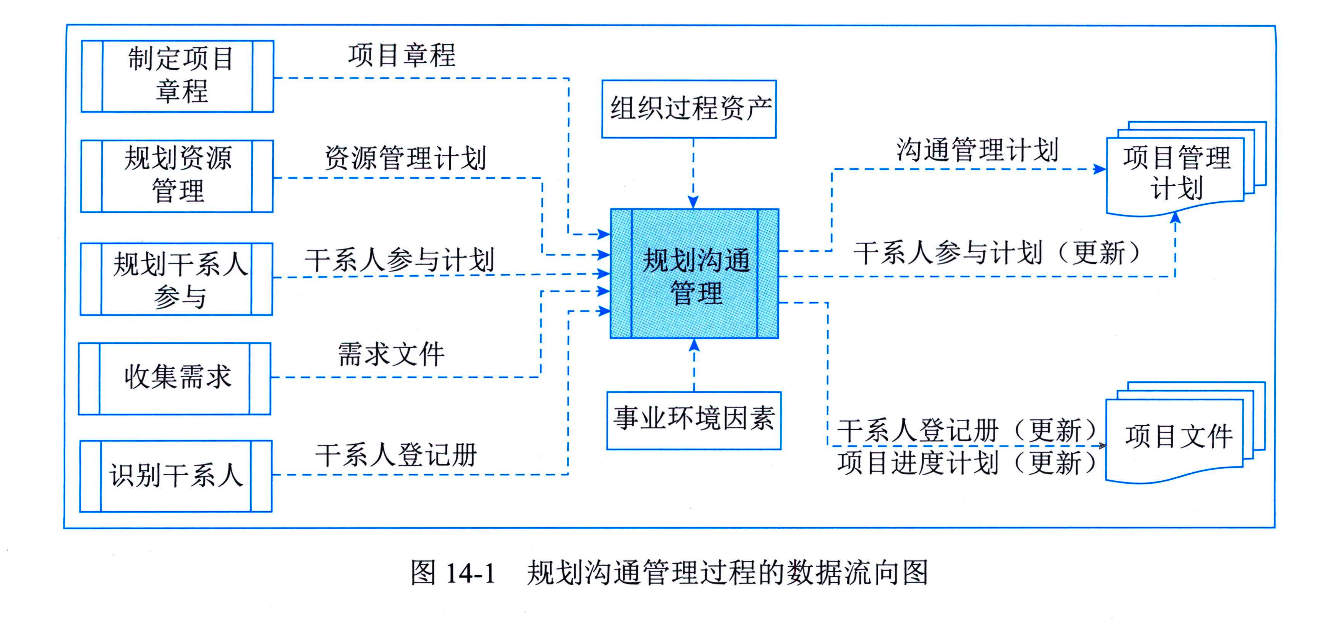 制定项目
章程
项目章程
规划资源
管理
资源管理计划
规划干系人
参与
干系人参与计划
收集需求
需求文件
识别干系人
干系人登记册
组织过程资产
规划沟通
管理
事业环境因素
沟通管理计划
干系人参与计划（更新）
项目管理
计划
干系人登记册（更新）
项目进度计划（更新）
项目文件
图 14-1 规划沟通管理过程的数据流向图